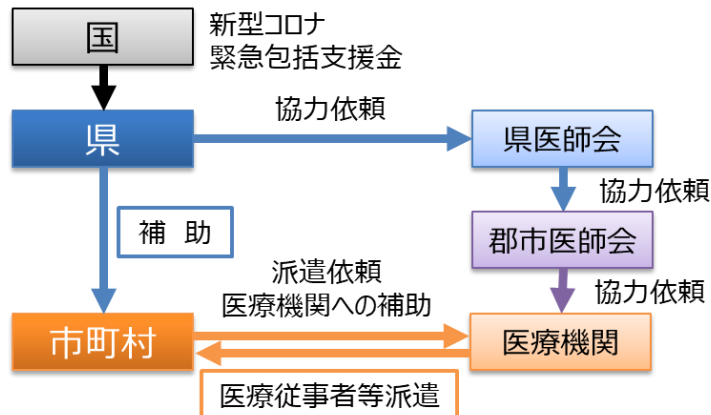 国
新型コロナ
緊急包括支援金
県
協力依頼
県医師会
協力依頼
補 助
郡市医師会
派遣依頼
医療機関への補助
協力依頼
市町村
医療機関
医療従事者等派遣